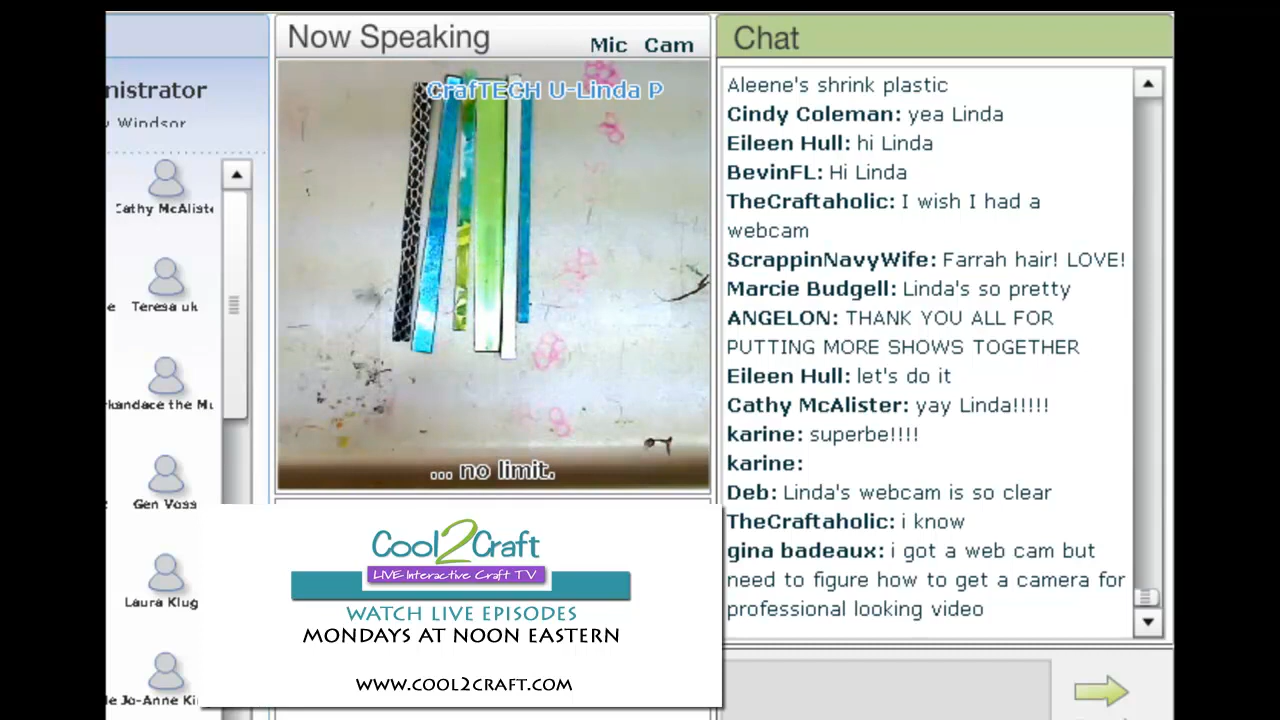 nistrator
Windsor
Cathy McAliste
Teresa uk
kandace the Mu
Gen Voss
Laura Klug
Jo-Anne Ki
Now Speaking
Mic Cam
CrafTECH U-Linda P
... no limit.
Cool2Craft
LIVE Interactive Craft TV
WATCH LIVE EPISODES
MONDAYS AT NOON EASTERN
WWW.COOL2CRAFT.COM
Chat
Aleene's shrink plastic
Cindy Coleman: yea Linda
Eileen Hull: hi Linda
BevinFL: Hi Linda
TheCraftaholic: I wish I had a
webcam
ScrappinNavyWife: Farrah hair! LOVE!
Marcie Budgell: Linda's so pretty
ANGELON: THANK YOU ALL FOR
PUTTING MORE SHOWS TOGETHER
Eileen Hull: let's do it
Cathy McAlister: yay Linda!!!!!
karine: superbe!!!!
karine:
Deb: Linda's webcam is so clear
TheCraftaholic: i know
gina badeaux: i got a web cam but
need to figure how to get a camera for
professional looking video